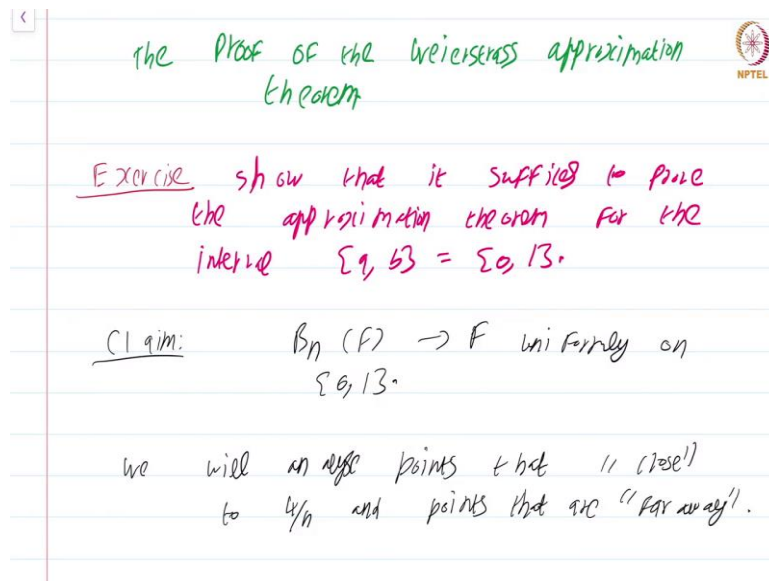 The Proof of the Weierstrass approximation
theorem
NPTEL
Exercise show that it suffices to prove
the approximation theorem for the
interval [a, b] = [0, 1].
Claim: Bn (F) → F uniformly on
[0, 1].
We will analyse points that "close"
to k/n and points that are "far away".